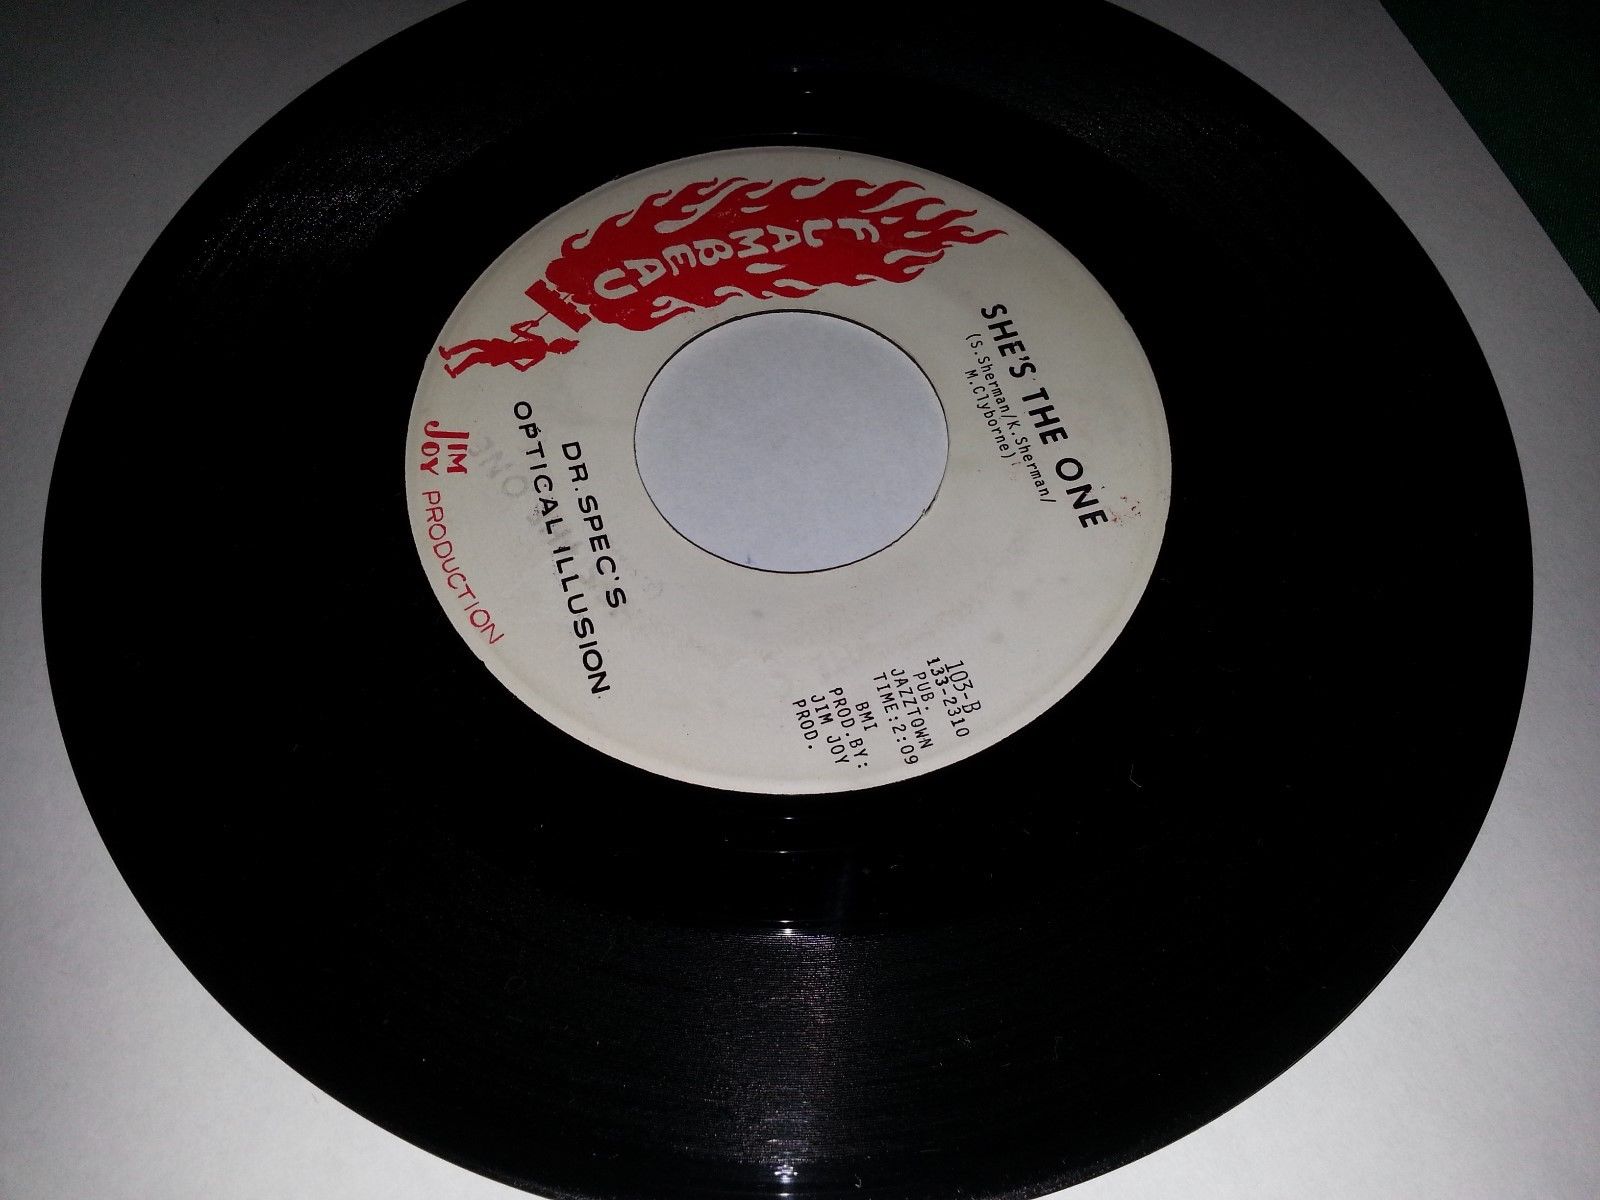 FLAMBEAU
SHE'S THE ONE
(S.Sherman/K.Sherman/
M.Clyborne)
103-B
133-2310
PUB.
JAZZTOWN
TIME:2:09
BMI
PROD.BY:
JIM JOY
PROD.
DR.SPEC'S
OPTICAL ILLUSION
JIM
JOY PRODUCTION